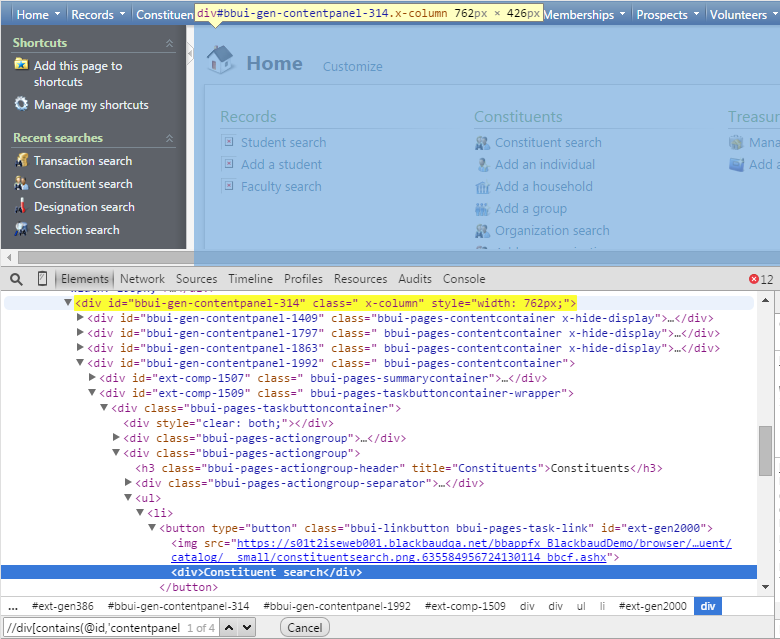 Home Records Constituen div#bbui-gen-contentpanel-314.x-column 762px × 426px Memberships Prospects Volunteers
Shortcuts
Add this page to
shortcuts
Manage my shortcuts
Recent searches
Transaction search
Constituent search
Designation search
Selection search
Home Customize
Records
Student search
Add a student
Faculty search
Constituents
Constituent search
Add an individual
Add a household
Add a group
Organization search
Treasur
Mana
Add a
Elements Network Sources Timeline Profiles Resources Audits Console 12
<div id="bbui-gen-contentpanel-314" class=" x-column" style="width: 762px;">
<div id="bbui-gen-contentpanel-1409" class="bbui-pages-contentcontainer x-hide-display">…</div>
<div id="bbui-gen-contentpanel-1797" class=" bbui-pages-contentcontainer x-hide-display">…</div>
<div id="bbui-gen-contentpanel-1863" class=" bbui-pages-contentcontainer x-hide-display">…</div>
<div id="bbui-gen-contentpanel-1992" class=" bbui-pages-contentcontainer">
<div id="ext-comp-1507" class=" bbui-pages-summarycontainer">…</div>
<div id="ext-comp-1509" class=" bbui-pages-taskbuttoncontainer-wrapper">
<div class="bbui-pages-taskbuttoncontainer">
<div style="clear: both;"></div>
<div class="bbui-pages-actiongroup">…</div>
<div class="bbui-pages-actiongroup">
<h3 class="bbui-pages-actiongroup-header" title="Constituents">Constituents</h3>
<div class="bbui-pages-actiongroup-separator">…</div>
<ul>
<li>
<button type="button" class="bbui-linkbutton bbui-pages-task-link" id="ext-gen2000">
<img src="https://s01t2iseweb001.blackbaudqa.net/bbappfx_BlackbaudDemo/browser/…uent/
catalog/__small/constituentsearch.png.635584956724130114_bbcf.ashx">
<div>Constituent search</div>
</button>
... #ext-gen386 #bbui-gen-contentpanel-314 #bbui-gen-contentpanel-1992 #ext-comp-1509 div div ul li #ext-gen2000 div
//div[contains(@id,'contentpanel 1 of 4 Cancel